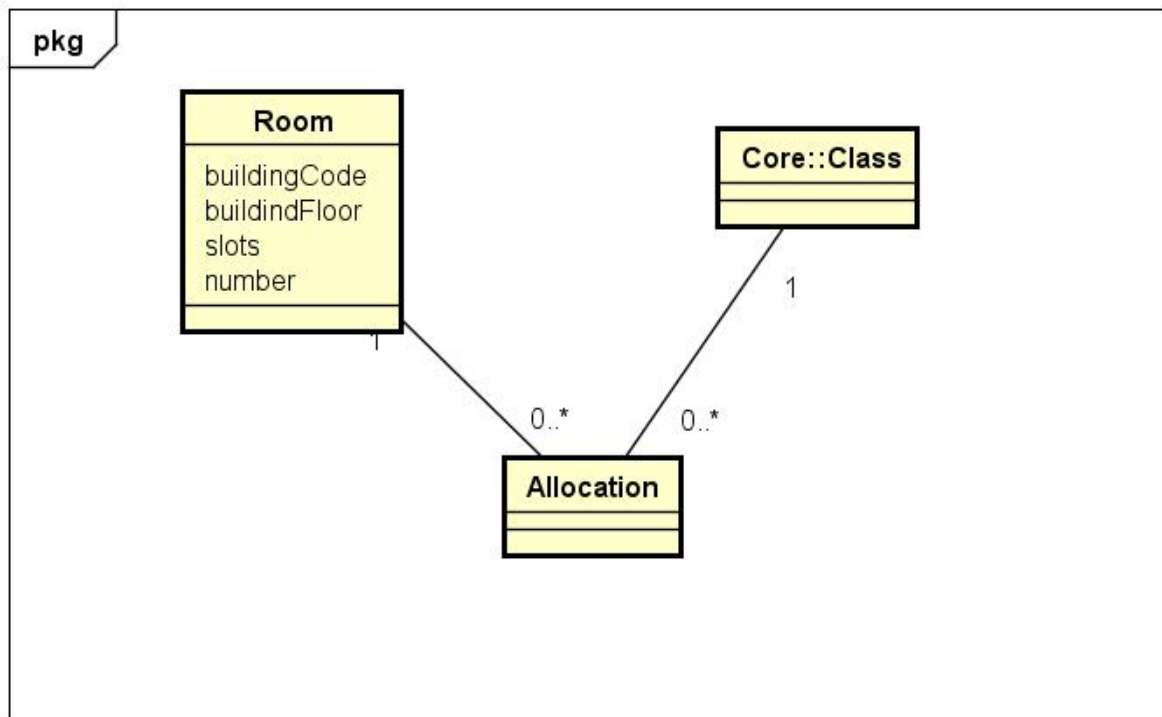 pkg
Room
buildingCode
buildindFloor
slots
number
1
Core::Class
1
0..*
0..*
Allocation